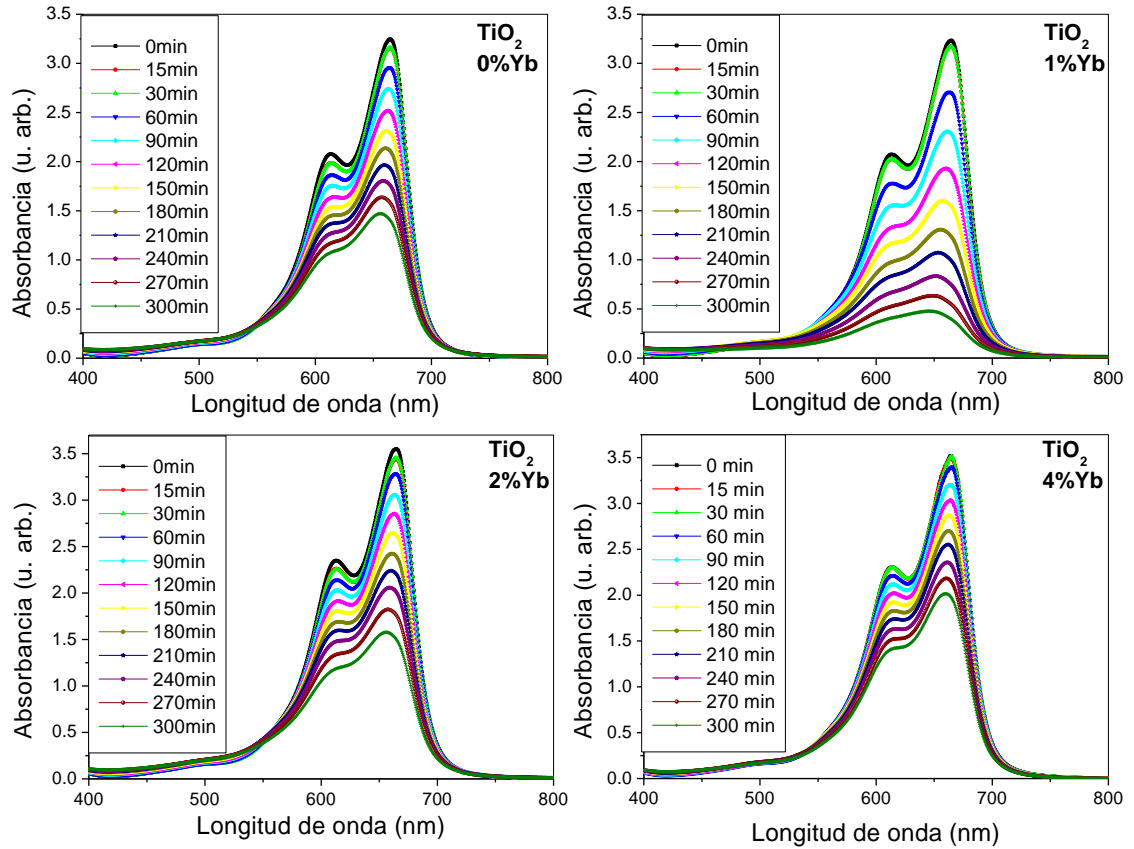 TiO2
0%Yb
0min
15min
30min
60min
90min
120min
150min
180min
210min
240min
270min
300min
3.5
3.0
2.5
2.0
1.5
1.0
0.5
0.0
Absorbancia (u. arb.)
400 500 600 700 800
Longitud de onda (nm)
TiO2
1%Yb
0min
15min
30min
60min
90min
120min
150min
180min
210min
240min
270min
300min
3.5
3.0
2.5
2.0
1.5
1.0
0.5
0.0
Absorbancia (u. arb.)
400 500 600 700 800
Longitud de onda (nm)
TiO2
2%Yb
0min
15min
30min
60min
90min
120min
150min
180min
210min
240min
270min
300min
3.5
3.0
2.5
2.0
1.5
1.0
0.5
0.0
Absorbancia (u. arb.)
400 500 600 700 800
Longitud de onda (nm)
TiO2
4%Yb
0 min
15 min
30 min
60 min
90 min
120 min
150 min
180 min
210 min
240 min
270 min
300 min
3.5
3.0
2.5
2.0
1.5
1.0
0.5
0.0
Absorbancia (u. arb.)
400 500 600 700 800
Longitud de onda (nm)